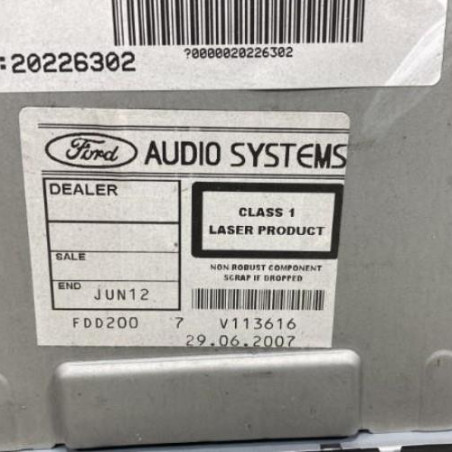 ?0000020226302
:20226302
Ford AUDIO SYSTEMS
DEALER
SALE
END JUN12
CLASS 1
LASER PRODUCT
NON ROBUST COMPONENT
SCRAP IF DROPPED
FDD200 7 V113616
29.06.2007